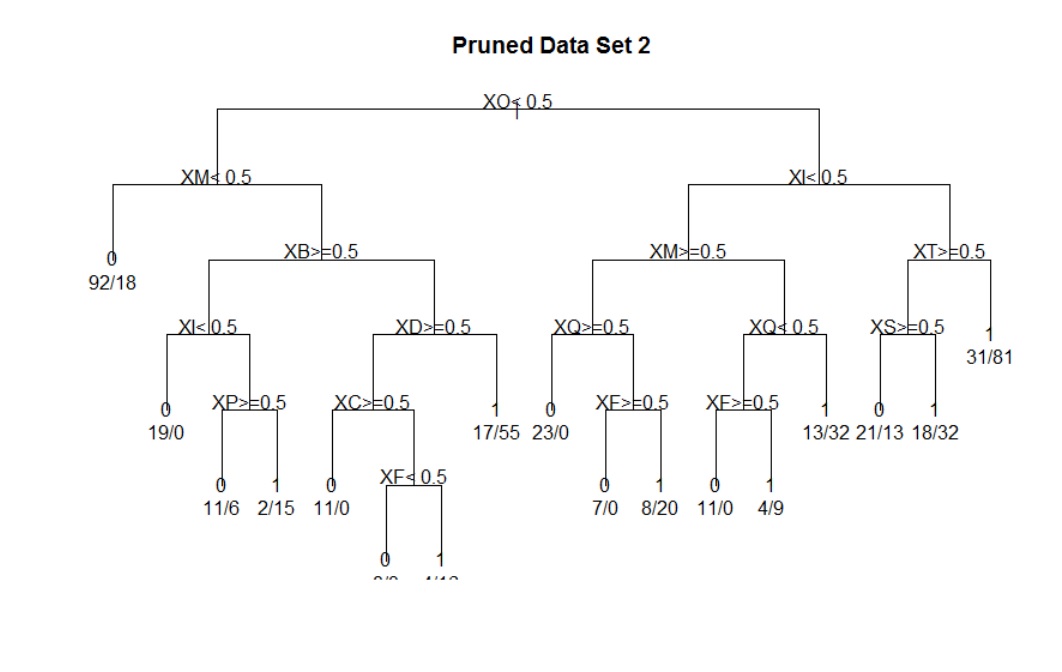 Pruned Data Set 2
XO< 0.5
XM< 0.5
XI< 0.5
0
92/18
XB>=0.5
XM>=0.5
XT>=0.5
XI< 0.5
XD>=0.5
XQ>=0.5
XQ< 0.5
XS>=0.5
1
31/81
0
19/0
XP>=0.5
XC>=0.5
1
17/55
0
23/0
XF>=0.5
XF>=0.5
1
13/32
0
21/13
1
18/32
0
11/6
1
2/15
0
11/0
XF< 0.5
0
7/0
1
8/20
0
11/0
1
4/9
0
1